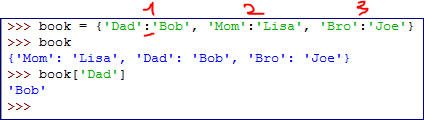 1 2 3
>>> book = {'Dad':'Bob', 'Mom':'Lisa', 'Bro':'Joe'}
>>> book
{'Mom': 'Lisa', 'Dad': 'Bob', 'Bro': 'Joe'}
>>> book['Dad']
'Bob'
>>>